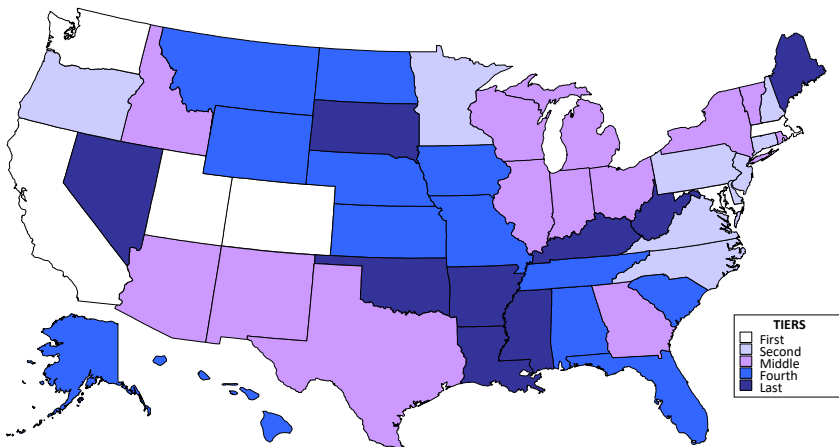 TIERS
First
Second
Middle
Fourth
Last